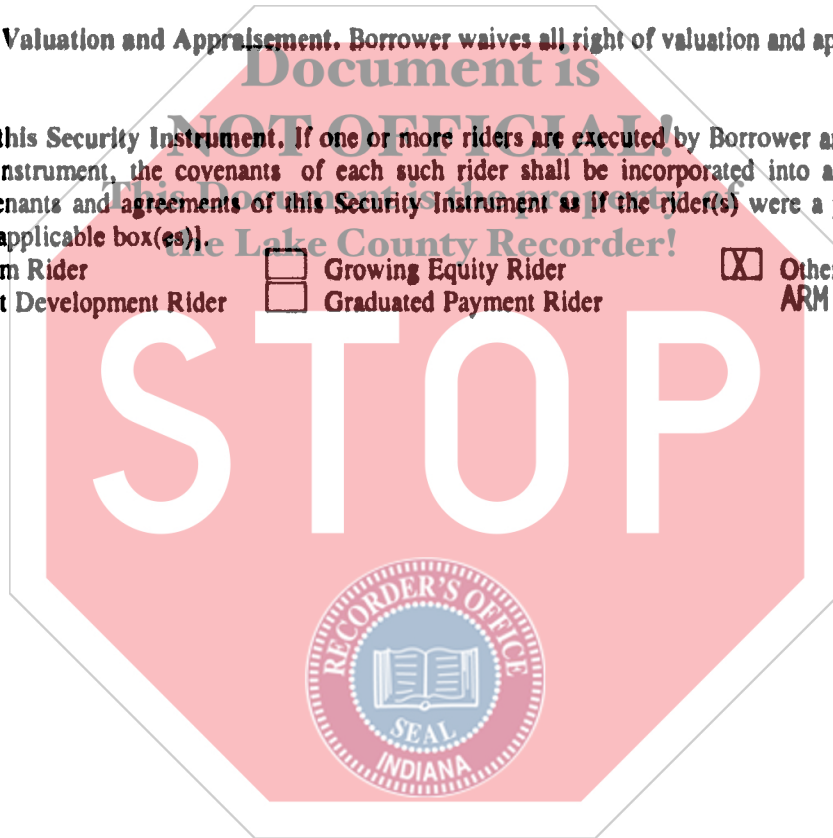 Valuation and Appraisement. Borrower waives all right of valuation and ap
Document is
NOT OFFICIAL!
This Document is the property of
the Lake County Recorder!
this Security Instrument. If one or more riders are executed by Borrower a
nstrument, the covenants of each such rider shall be incorporated into a
enants and agreements of this Security Instrument as if the rider(s) were a
applicable box(es)].
m Rider
Growing Equity Rider
X Other
t Development Rider
Graduated Payment Rider
ARM
STOP
RECORDER'S OFFICE
SEAL
INDIANA